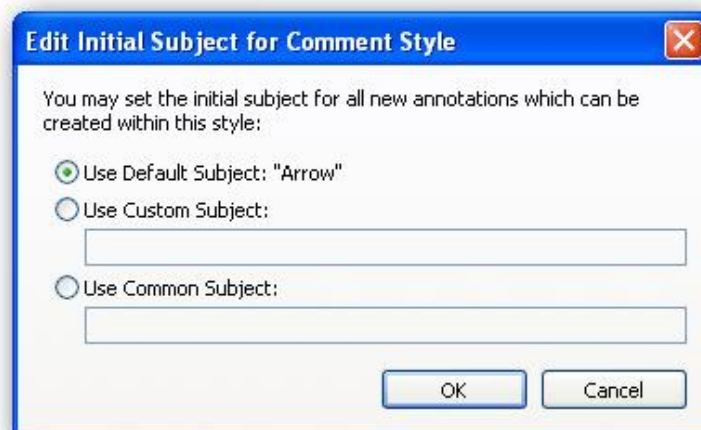 Edit Initial Subject for Comment Style
You may set the initial subject for all new annotations which can be
created within this style:
Use Default Subject: "Arrow"
Use Custom Subject:
Use Common Subject:
OK
Cancel